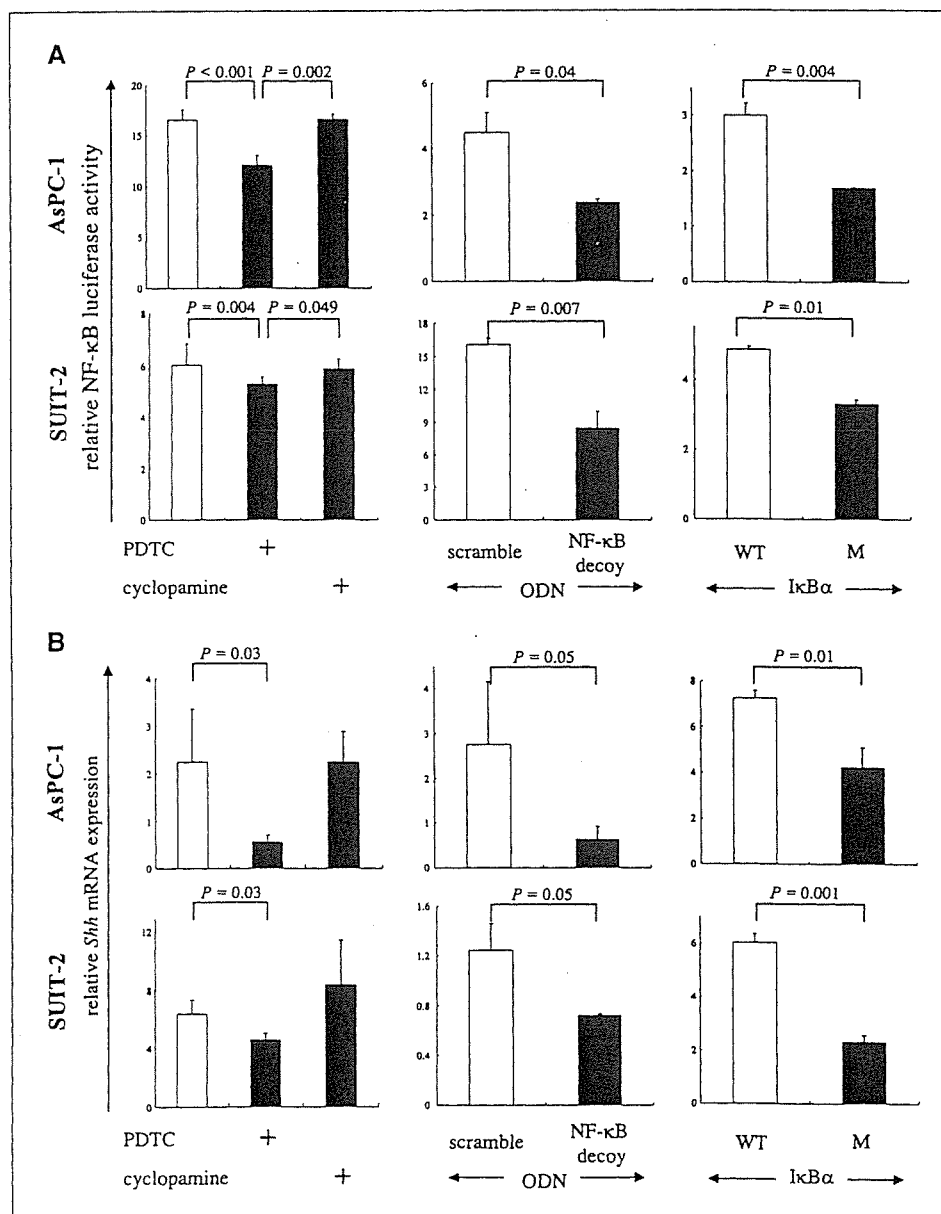 A
P < 0.001 P = 0.002
P = 0.04
P = 0.004
AsPC-1
SUIT-2
relative NF-κB luciferase activity
20
15
10
5
0
6
4
2
0
3
2
1
0
P = 0.004 P = 0.049
P = 0.007
P = 0.01
8
6
4
2
0
18
15
12
9
6
3
0
4
2
0
PDTC +
cyclopamine +
scramble NF-κB decoy
ODN
WT M
IκBα
B
P = 0.03
P = 0.05
P = 0.01
AsPC-1
SUIT-2
relative Shh mRNA expression
4
3
2
1
0
4
3
2
1
0
8
6
4
2
0
P = 0.03
P = 0.05
P = 0.001
12
8
4
0
1.6
1.2
0.8
0.4
0
6
4
2
0
PDTC +
cyclopamine +
scramble NF-κB decoy
ODN
WT M
IκBα